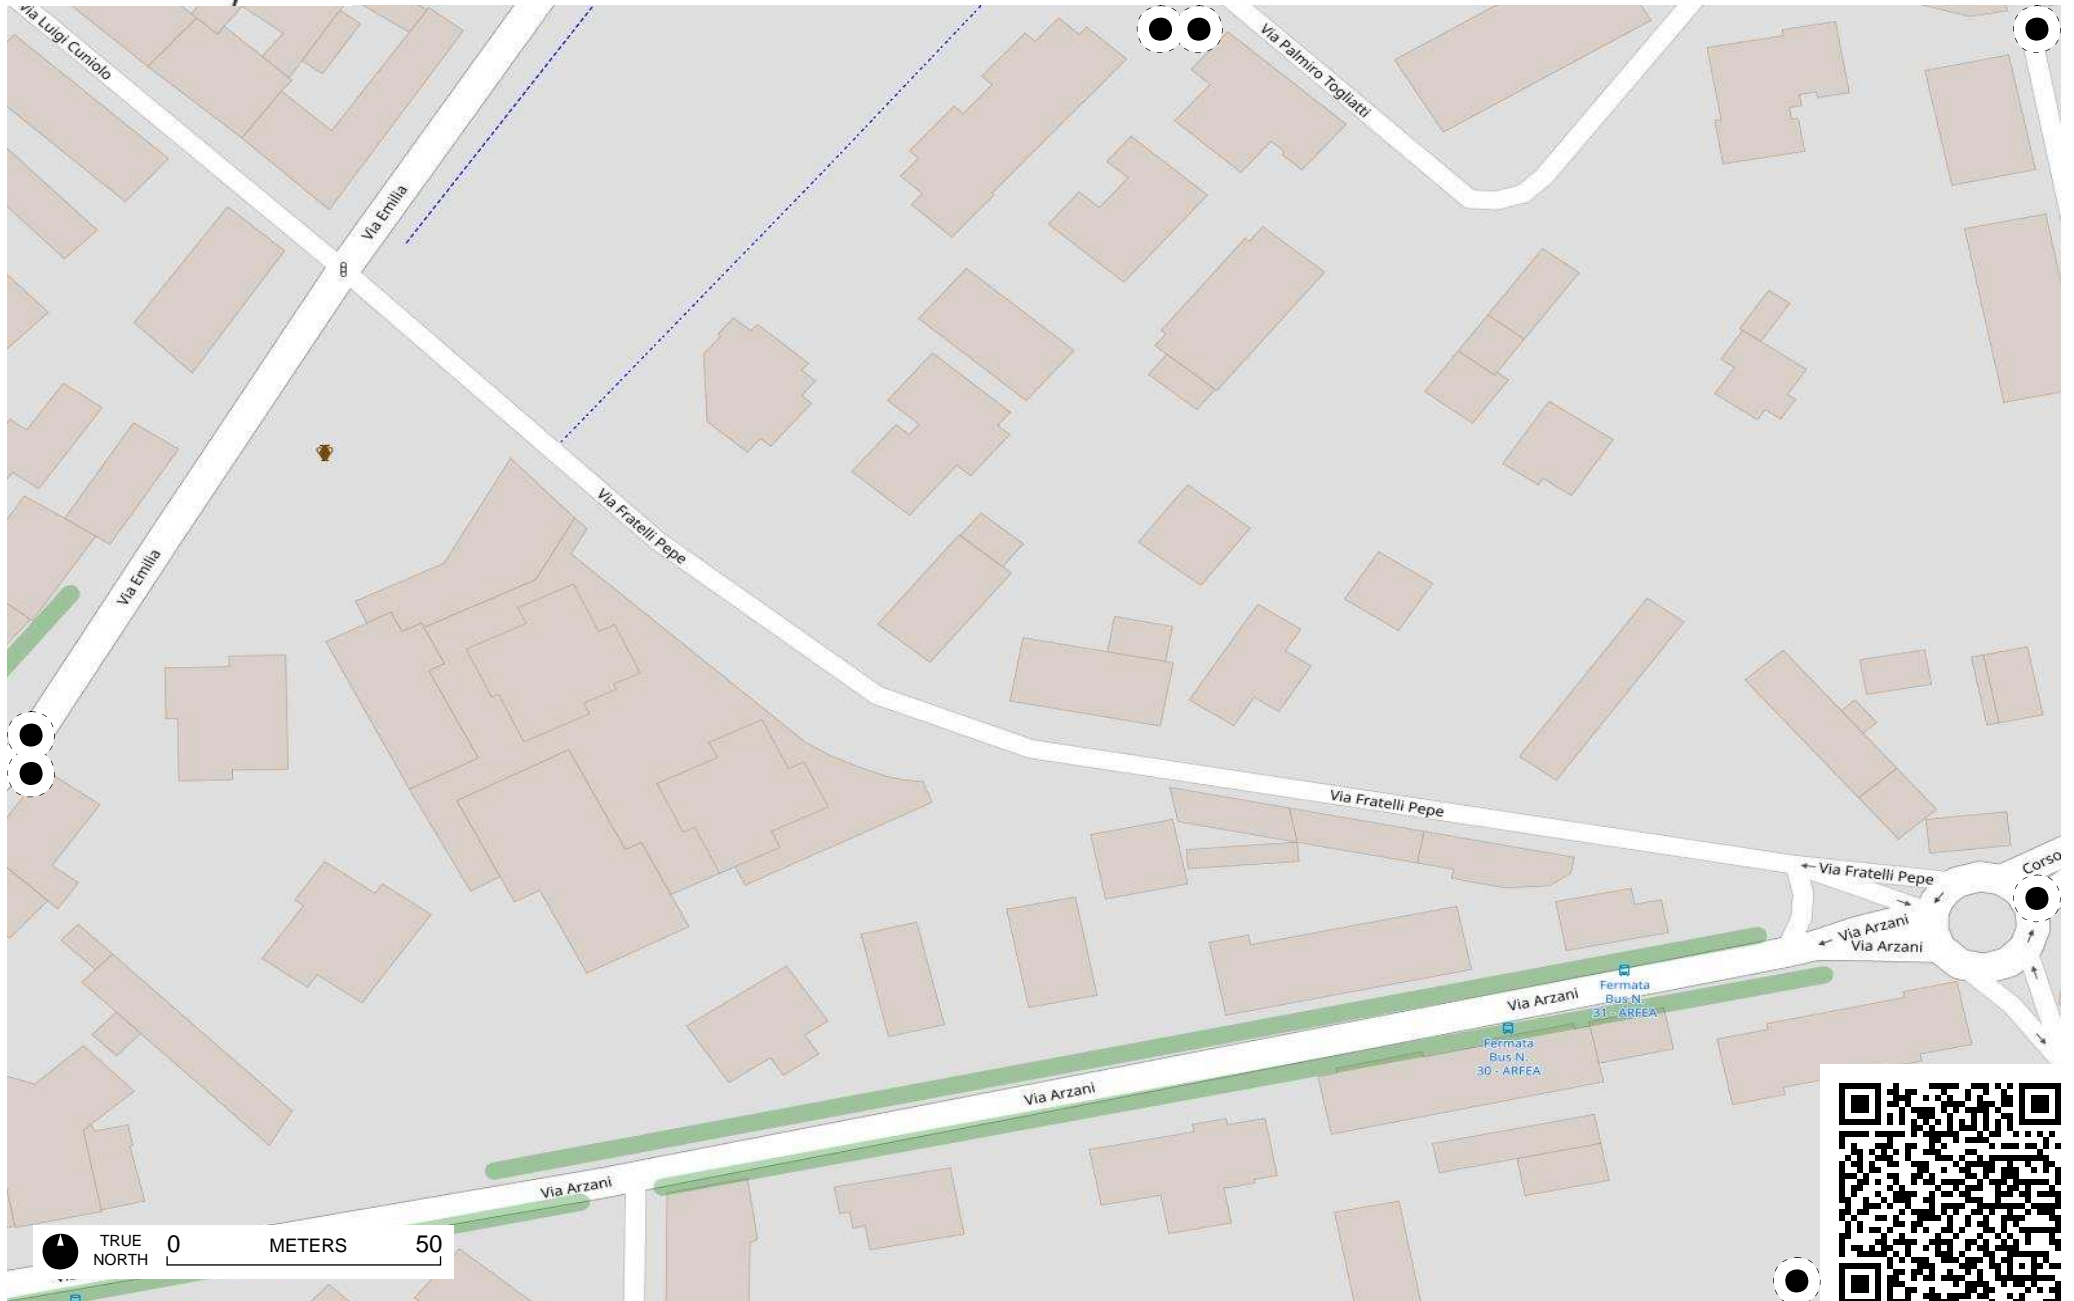 Via Luigi Cuniolo
Via Palmiro Togliatti
Via Emilia
Via Emilia
Via Fratelli Pepe
Via Fratelli Pepe
Via Fratelli Pepe
Corso
Via Arzani
Via Arzani
Via Arzani
Fermata
Bus N.
31 - ARFEA
Fermata
Bus N.
30 - ARFEA
Via Arzani
Via Arzani
TRUE
NORTH
0
METERS
50